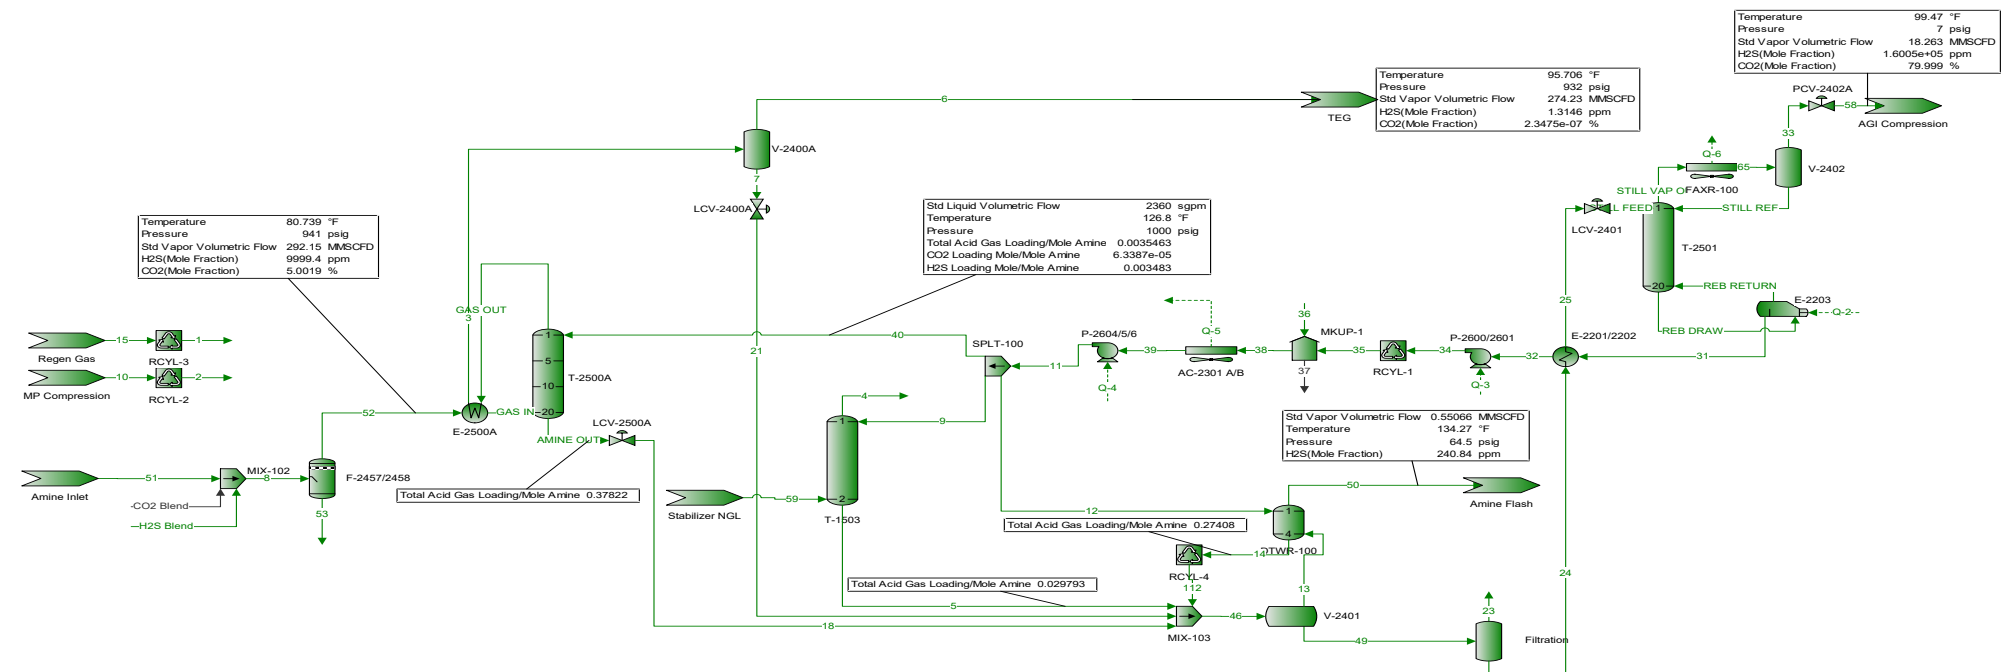 Temperature 99.47 °F
Pressure 7 psig
Std Vapor Volumetric Flow 18.263 MMSCFD
H2S(Mole Fraction) 1.6005e+05 ppm
CO2(Mole Fraction) 79.999 %
PCV-2402A
58
AGI Compression
33
Temperature 95.706 °F
Pressure 932 psig
Std Vapor Volumetric Flow 274.23 MMSCFD
H2S(Mole Fraction) 1.3146 ppm
CO2(Mole Fraction) 2.3475e-07 %
TEG
6
V-2400A
7
LCV-2400A
Q-6
65
V-2402
STILL VAP O
FAXR-100
LL FEED
1
STILL REF
LCV-2401
T-2501
20
REB RETURN
E-2203
Q-2
REB DRAW
25
Temperature 80.739 °F
Pressure 941 psig
Std Vapor Volumetric Flow 292.15 MMSCFD
H2S(Mole Fraction) 9999.4 ppm
CO2(Mole Fraction) 5.0019 %
Std Liquid Volumetric Flow 2360 sgpm
Temperature 126.8 °F
Pressure 1000 psig
Total Acid Gas Loading/Mole Amine 0.0035463
CO2 Loading Mole/Mole Amine 6.3387e-05
H2S Loading Mole/Mole Amine 0.003483
GAS OUT
3
15
Regen Gas
RCYL-3
1
10
MP Compression
RCYL-2
2
1
5
10
20
T-2500A
40
21
SPLT-100
11
P-2604/5/6
Q-4
39
Q-5
AC-2301 A/B
38
36
MKUP-1
37
35
RCYL-1
34
P-2600/2601
Q-3
32
E-2201/2202
31
52
GAS IN
E-2500A
AMINE OUT
LCV-2500A
4
1
9
2
T-1503
Std Vapor Volumetric Flow 0.55066 MMSCFD
Temperature 134.27 °F
Pressure 64.5 psig
H2S(Mole Fraction) 240.84 ppm
50
Amine Flash
51
Amine Inlet
MIX-102
8
F-2457/2458
CO2 Blend
H2S Blend
53
Total Acid Gas Loading/Mole Amine 0.37822
Stabilizer NGL
59
12
Total Acid Gas Loading/Mole Amine 0.27408
1
4
TWR-100
14
RCYL-4
112
13
24
Total Acid Gas Loading/Mole Amine 0.029793
5
18
MIX-103
46
V-2401
49
23
Filtration